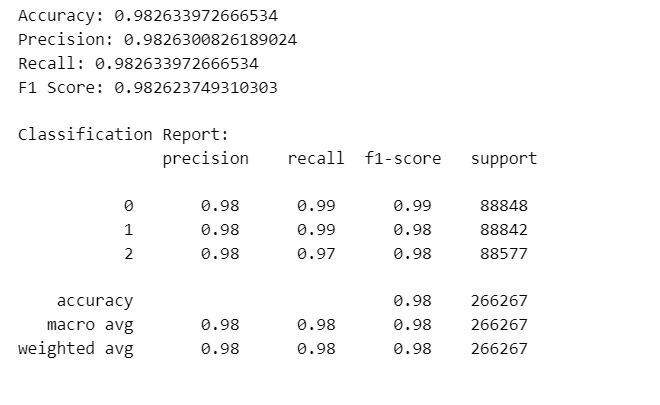 Accuracy: 0.982633972666534
Precision: 0.9826300826189024
Recall: 0.982633972666534
F1 Score: 0.982623749310303
Classification Report:
precision recall f1-score support
0 0.98 0.99 0.99 88848
1 0.98 0.99 0.98 88842
2 0.98 0.97 0.98 88577
accuracy 0.98 266267
macro avg 0.98 0.98 0.98 266267
weighted avg 0.98 0.98 0.98 266267